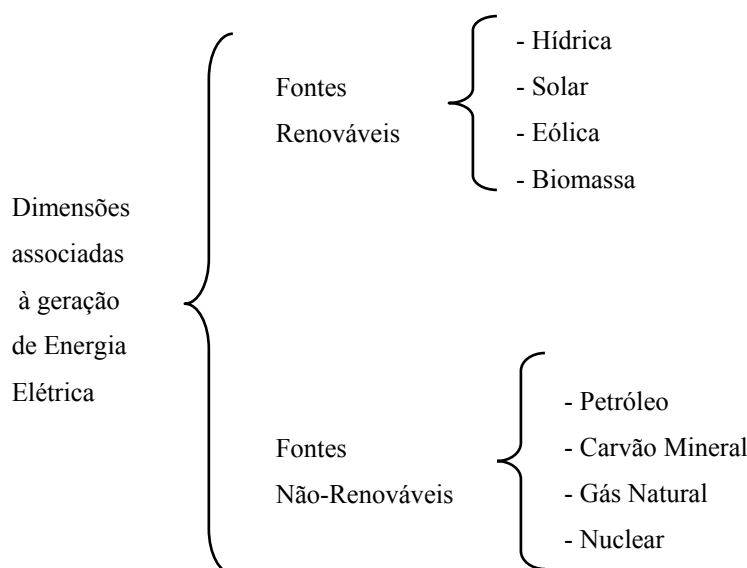 Dimensões
associadas
à geração
de Energia
Elétrica
Fontes
Renováveis
- Hídrica
- Solar
- Eólica
- Biomassa
Fontes
Não-Renováveis
- Petróleo
- Carvão Mineral
- Gás Natural
- Nuclear